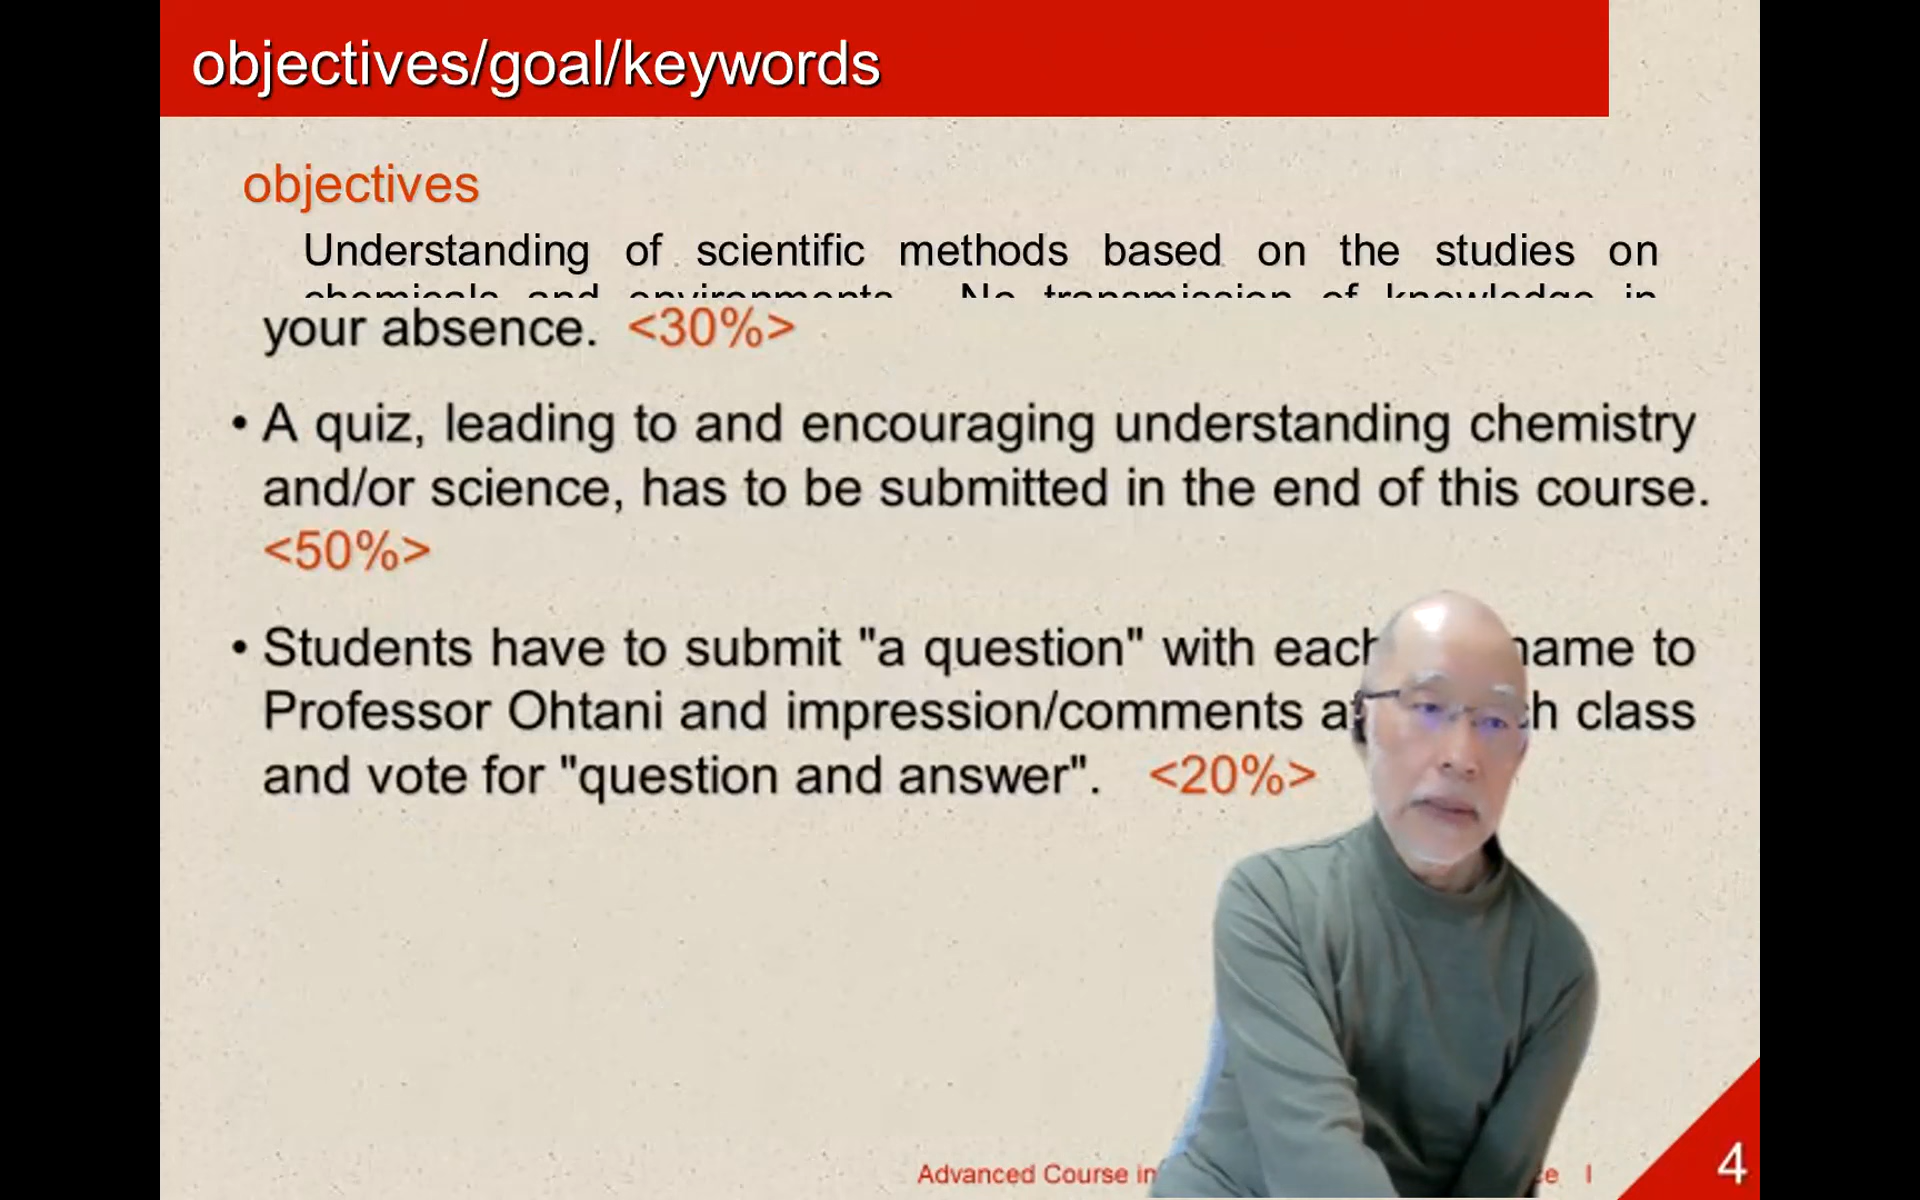 objectives/goal/keywords
objectives
Understanding of scientific methods based on the studies on
chemicals and environments. No transmission of knowledge in
your absence. <30%>
• A quiz, leading to and encouraging understanding chemistry
and/or science, has to be submitted in the end of this course.
<50%>
• Students have to submit "a question" with each name to
Professor Ohtani and impression/comments class
and vote for "question and answer". <20%>
Advanced Course in I
4